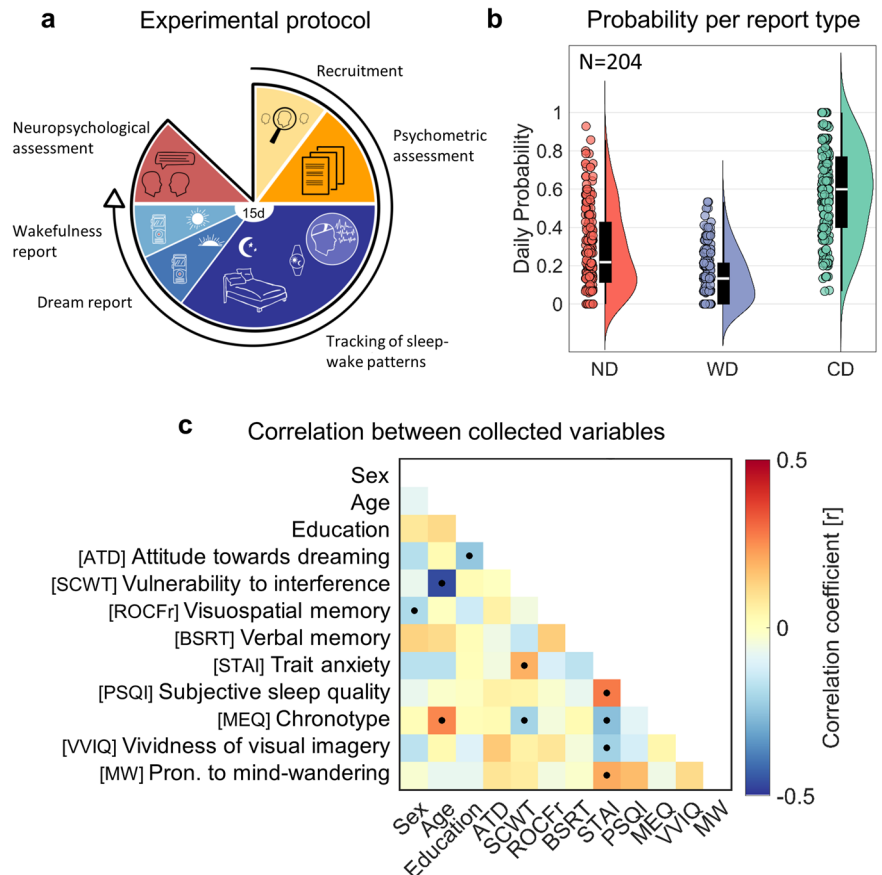 a
Experimental protocol
Recruitment
Neuropsychological
assessment
Psychometric
assessment
15d
Wakefulness
report
Dream report
Tracking of sleep-
wake patterns
b
Probability per report type
N=204
Daily Probability
1
0.8
0.6
0.4
0.2
0
ND
WD
CD
c
Correlation between collected variables
Sex
Age
Education
[ATD] Attitude towards dreaming
[SCWT] Vulnerability to interference
[ROCFr] Visuospatial memory
[BSRT] Verbal memory
[STAI] Trait anxiety
[PSQI] Subjective sleep quality
[MEQ] Chronotype
[VVIQ] Vividness of visual imagery
[MW] Pron. to mind-wandering
Sex
Age
Education
ATD
SCWT
ROCFr
BSRT
STAI
PSQI
MEQ
VVIQ
MW
0.5
0
-0.5
Correlation coefficient [r]